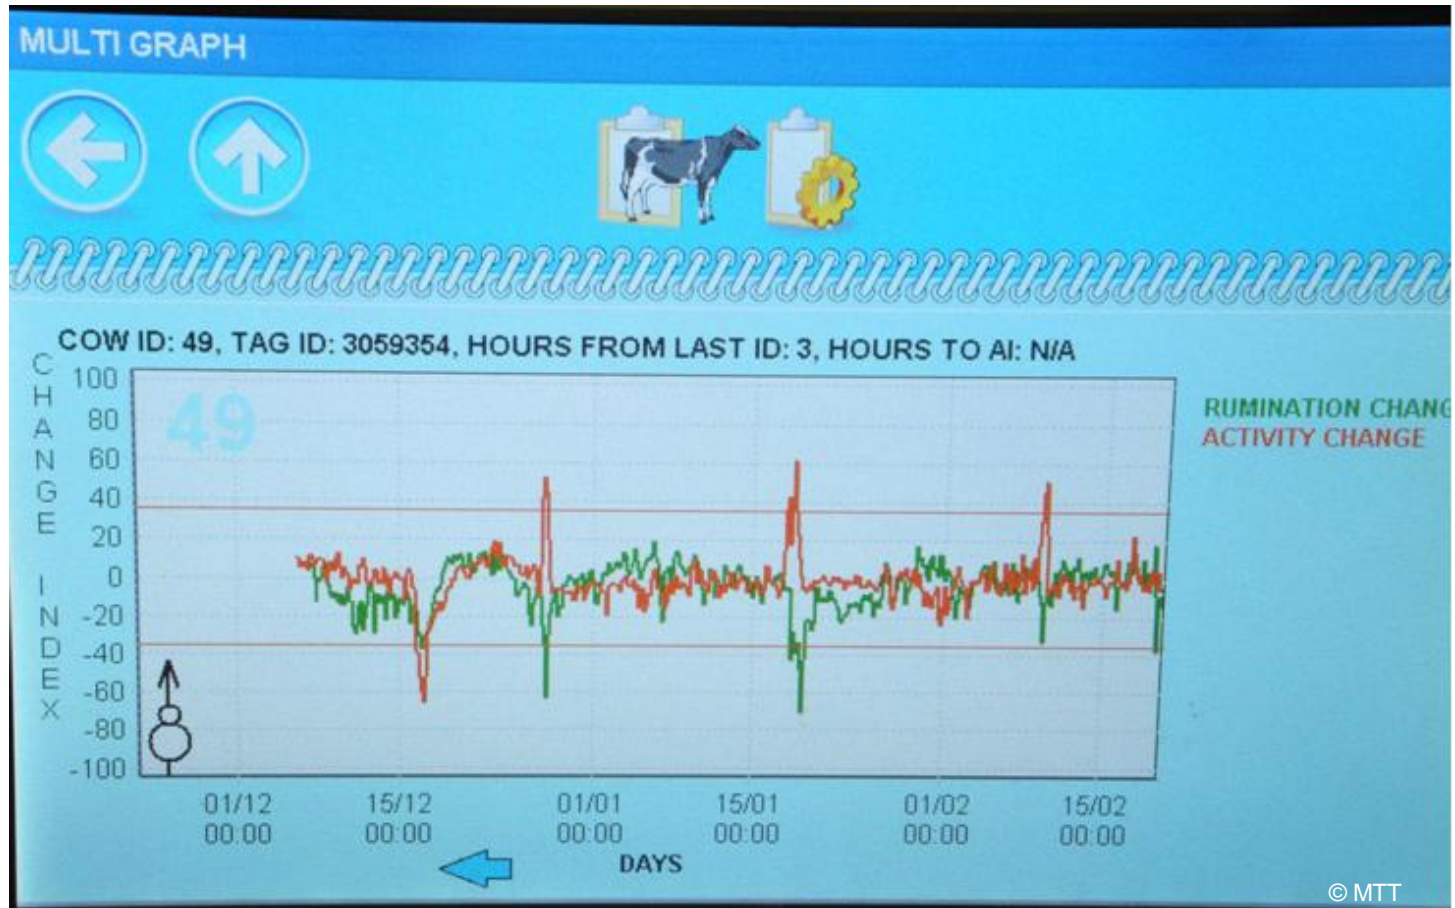 MULTI GRAPH
COW ID: 49, TAG ID: 3059354, HOURS FROM LAST ID: 3, HOURS TO AI: N/A
CHANGE INDEX
100
80
60
40
20
0
-20
-40
-60
-80
-100
49
RUMINATION CHANG
ACTIVITY CHANGE
01/12 15/12 01/01 15/01 01/02 15/02
00:00 00:00 00:00 00:00 00:00 00:00
DAYS
© MTT